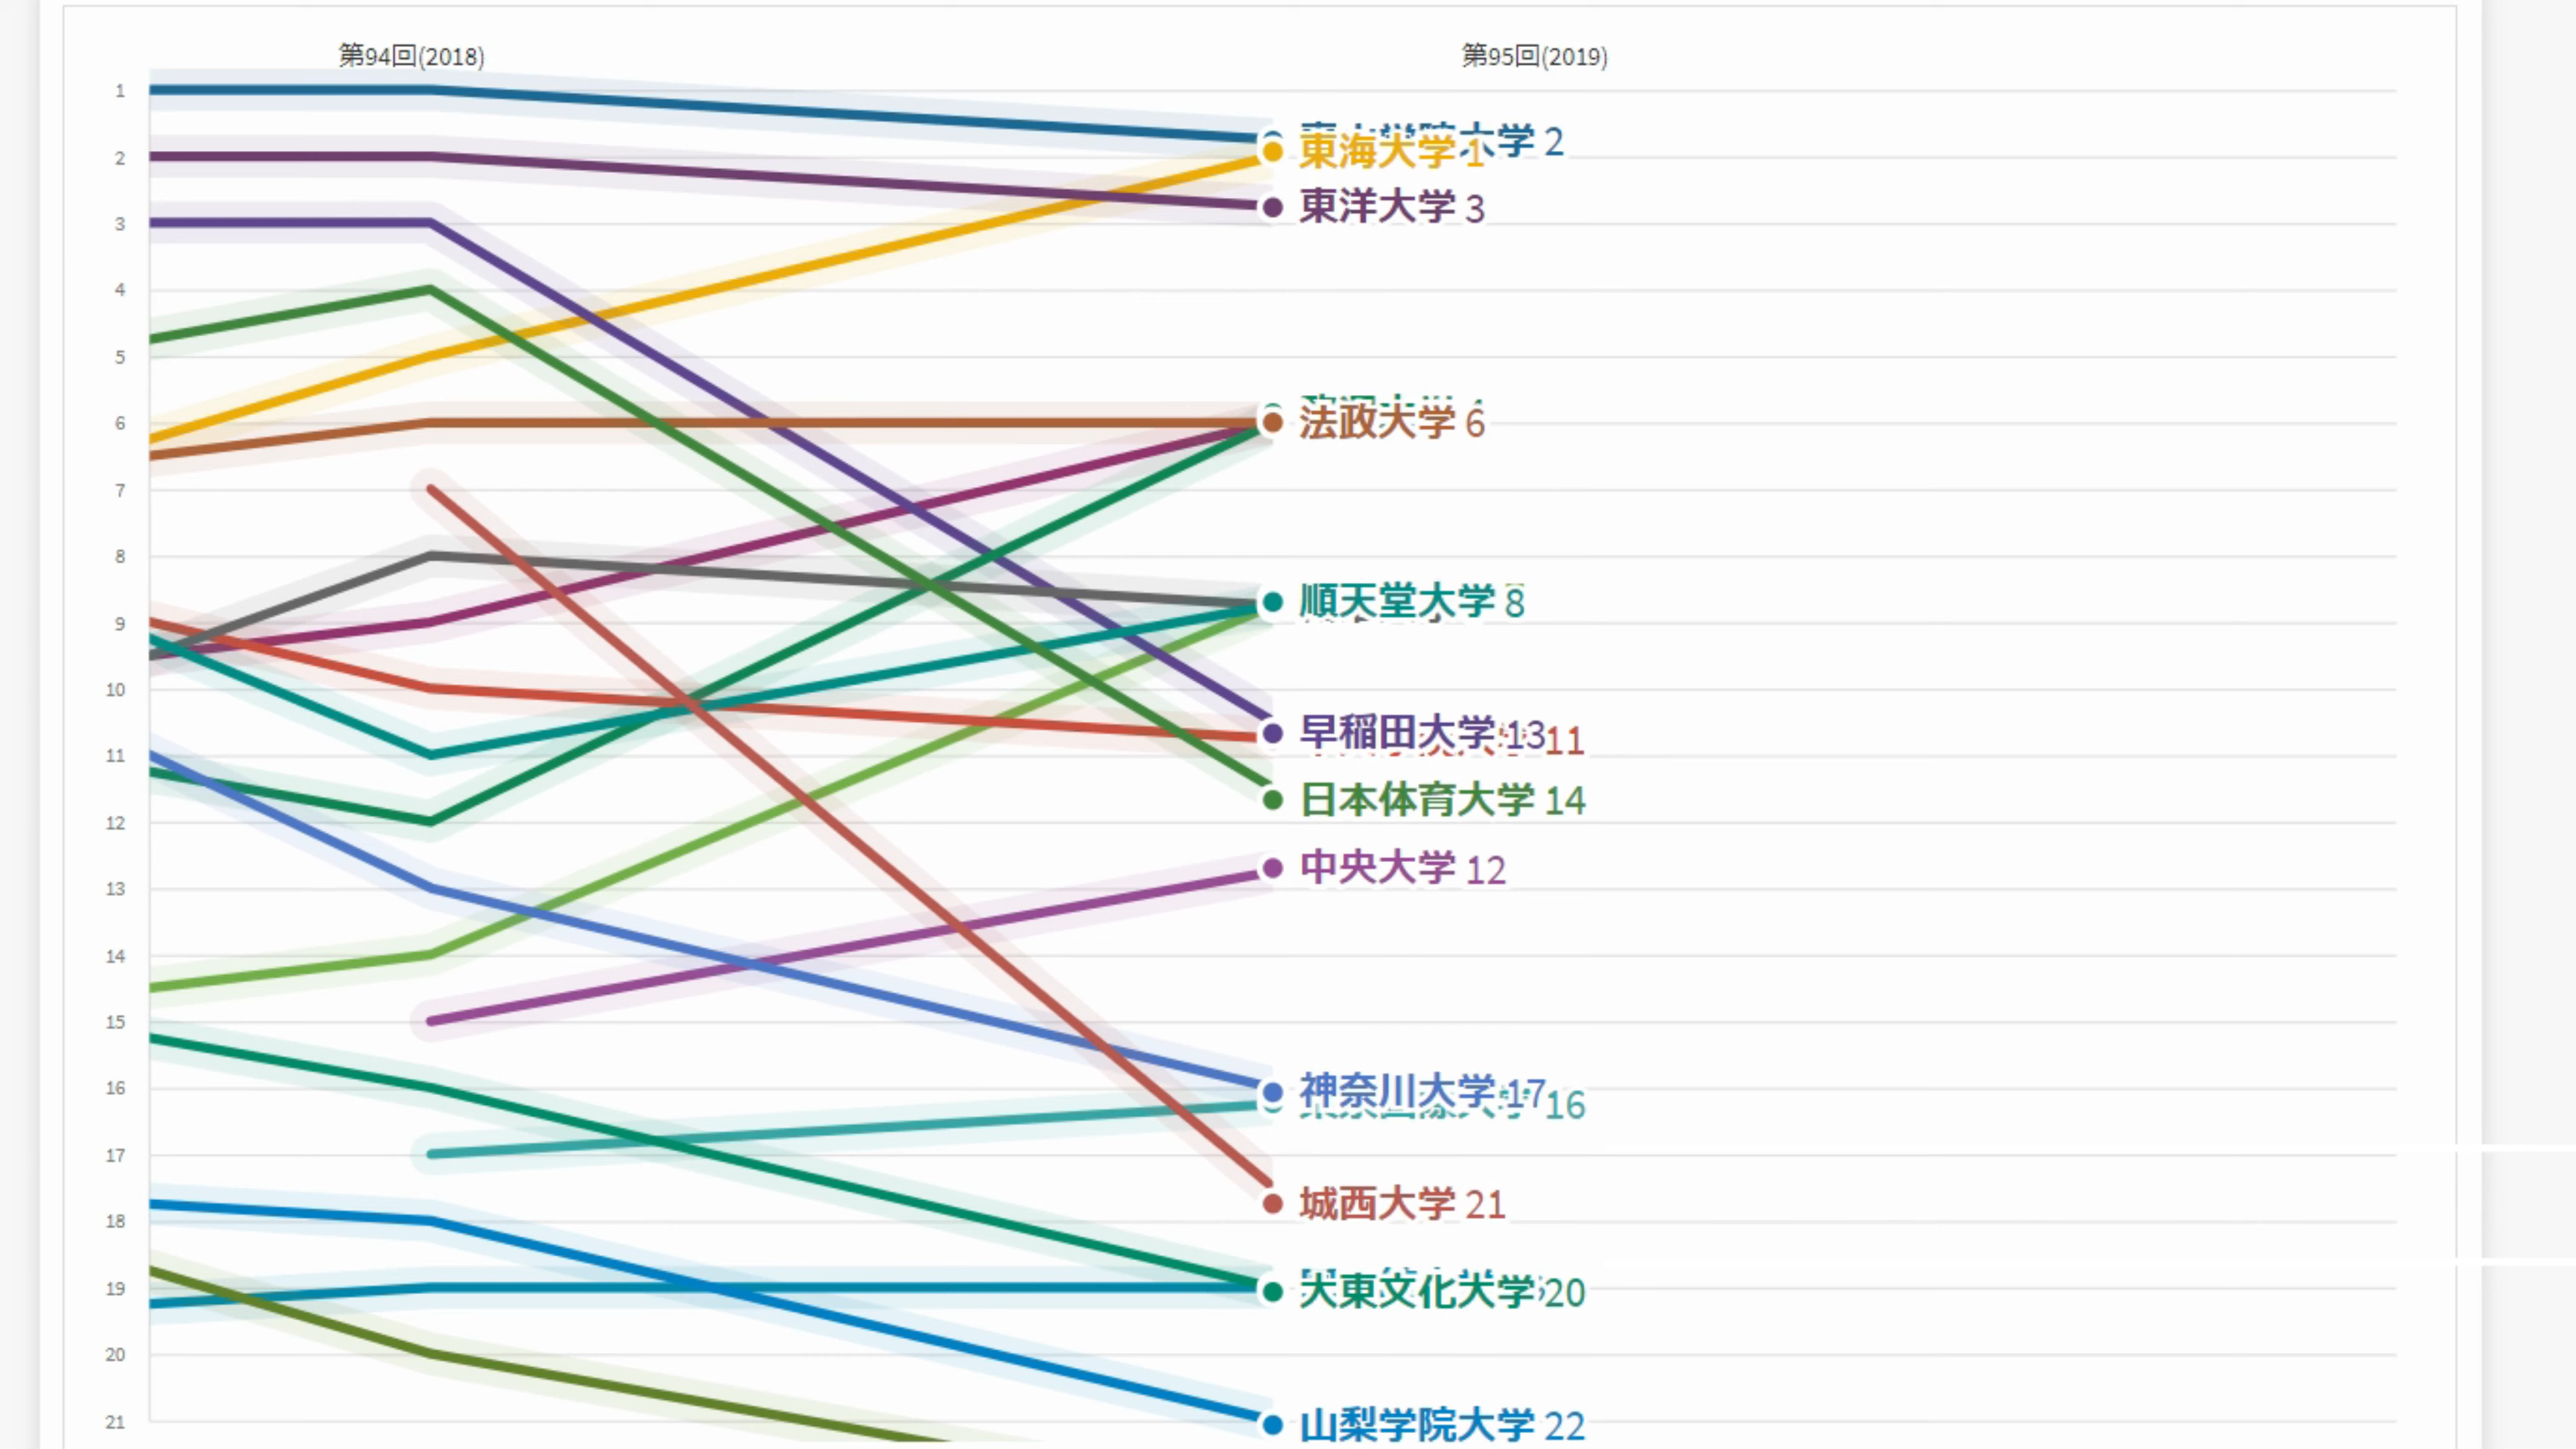 第94回(2018)
第95回(2019)
1
2
3
4
5
6
7
8
9
10
11
12
13
14
15
16
17
18
19
20
21
大学 2
東海大学 1
東洋大学 3
法政大学 6
順天堂大学 8
早稲田大学 13
11
日本体育大学 14
中央大学 12
神奈川大学 17
16
城西大学 21
大東文化大学 20
山梨学院大学 22